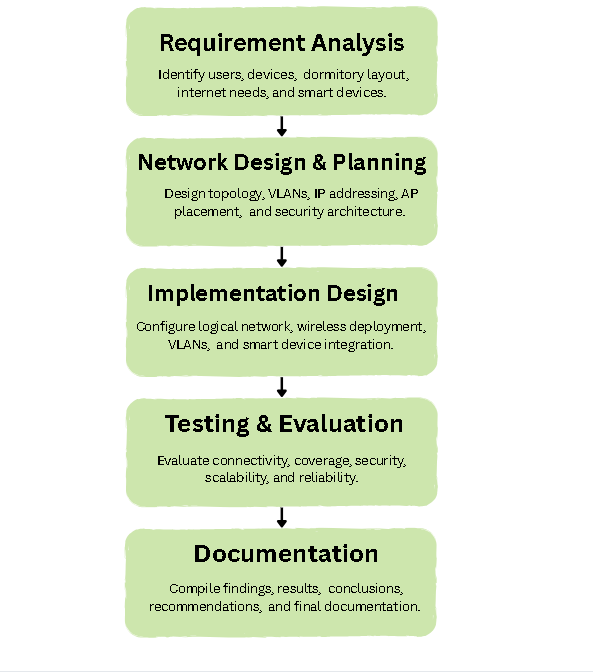 Requirement Analysis
Identify users, devices, dormitory layout,
internet needs, and smart devices.
Network Design & Planning
Design topology, VLANs, IP addressing, AP
placement, and security architecture.
Implementation Design
Configure logical network, wireless deployment,
VLANs, and smart device integration.
Testing & Evaluation
Evaluate connectivity, coverage, security,
scalability, and reliability.
Documentation
Compile findings, results, conclusions,
recommendations, and final documentation.